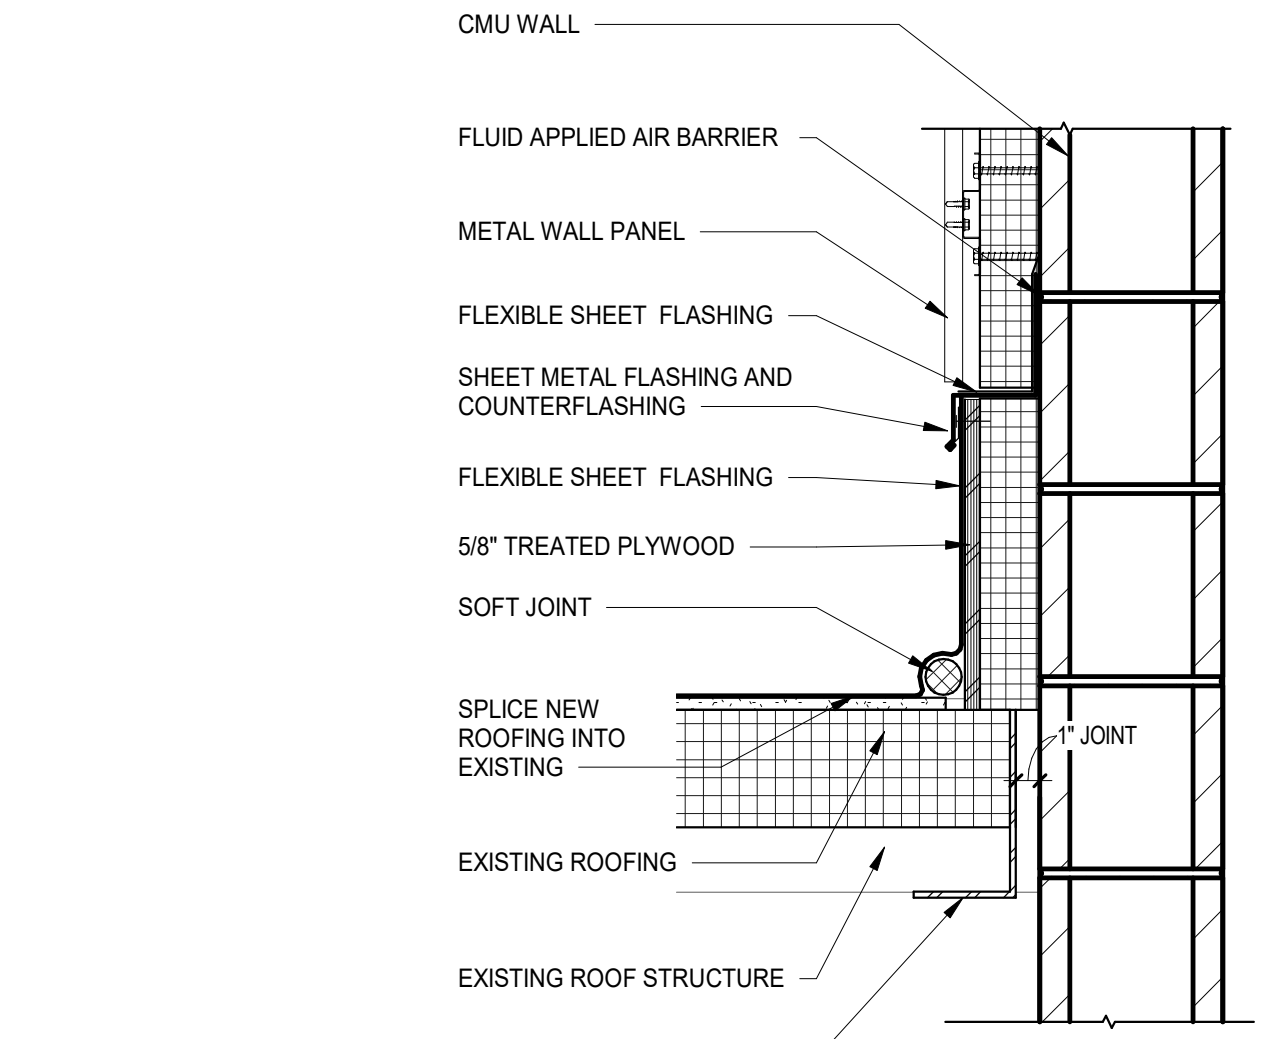 CMU WALL
FLUID APPLIED AIR BARRIER
METAL WALL PANEL
FLEXIBLE SHEET  FLASHING
SHEET METAL FLASHING AND
COUNTERFLASHING
FLEXIBLE SHEET  FLASHING
5/8" TREATED PLYWOOD
SOFT JOINT
SPLICE NEW
ROOFING INTO
EXISTING
1" JOINT
EXISTING ROOFING
EXISTING ROOF STRUCTURE